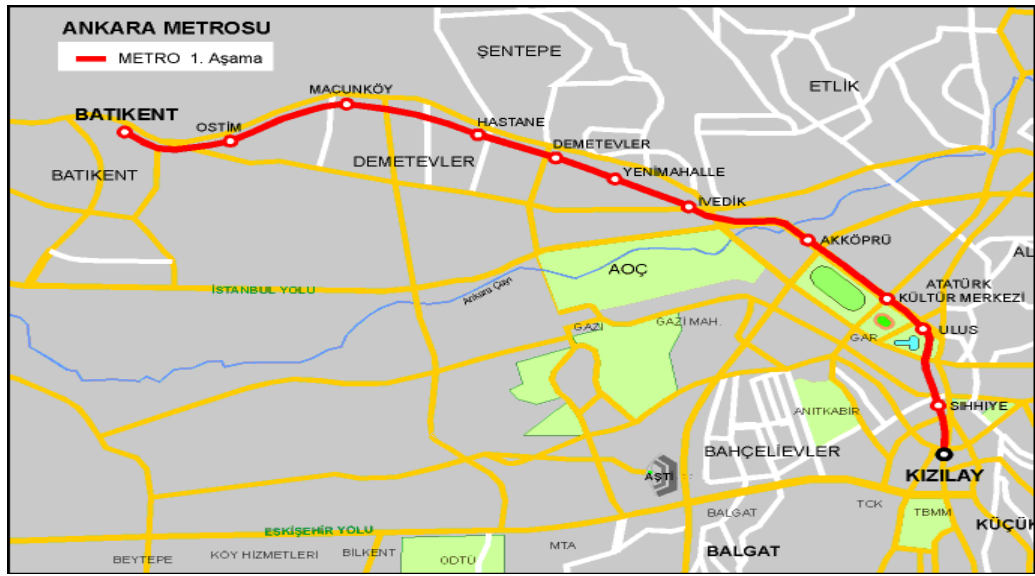 ANKARA METROSU
METRO 1. Aşama
ŞENTEPE
ETLİK
MACUNKÖY
BATIKENT
OSTİM
HASTANE
DEMETEVLER
DEMETEVLER
BATIKENT
YENİMAHALLE
İVEDİK
AKKÖPRÜ
AL
AOÇ
İSTANBUL YOLU
Ankara Çayı
ATATÜRK
KÜLTÜR MERKEZİ
GAZİ
GAZİ MAH.
GAR
ULUS
SIHHIYE
ANITKABİR
BAHÇELİEVLER
AŞTİ
KIZILAY
TCK
TBMM
BALGAT
KÜÇÜK
ESKİŞEHİR YOLU
BEYTEPE
KÖY HIZMETLERİ
BİLKENT
ODTÜ
MTA
BALGAT